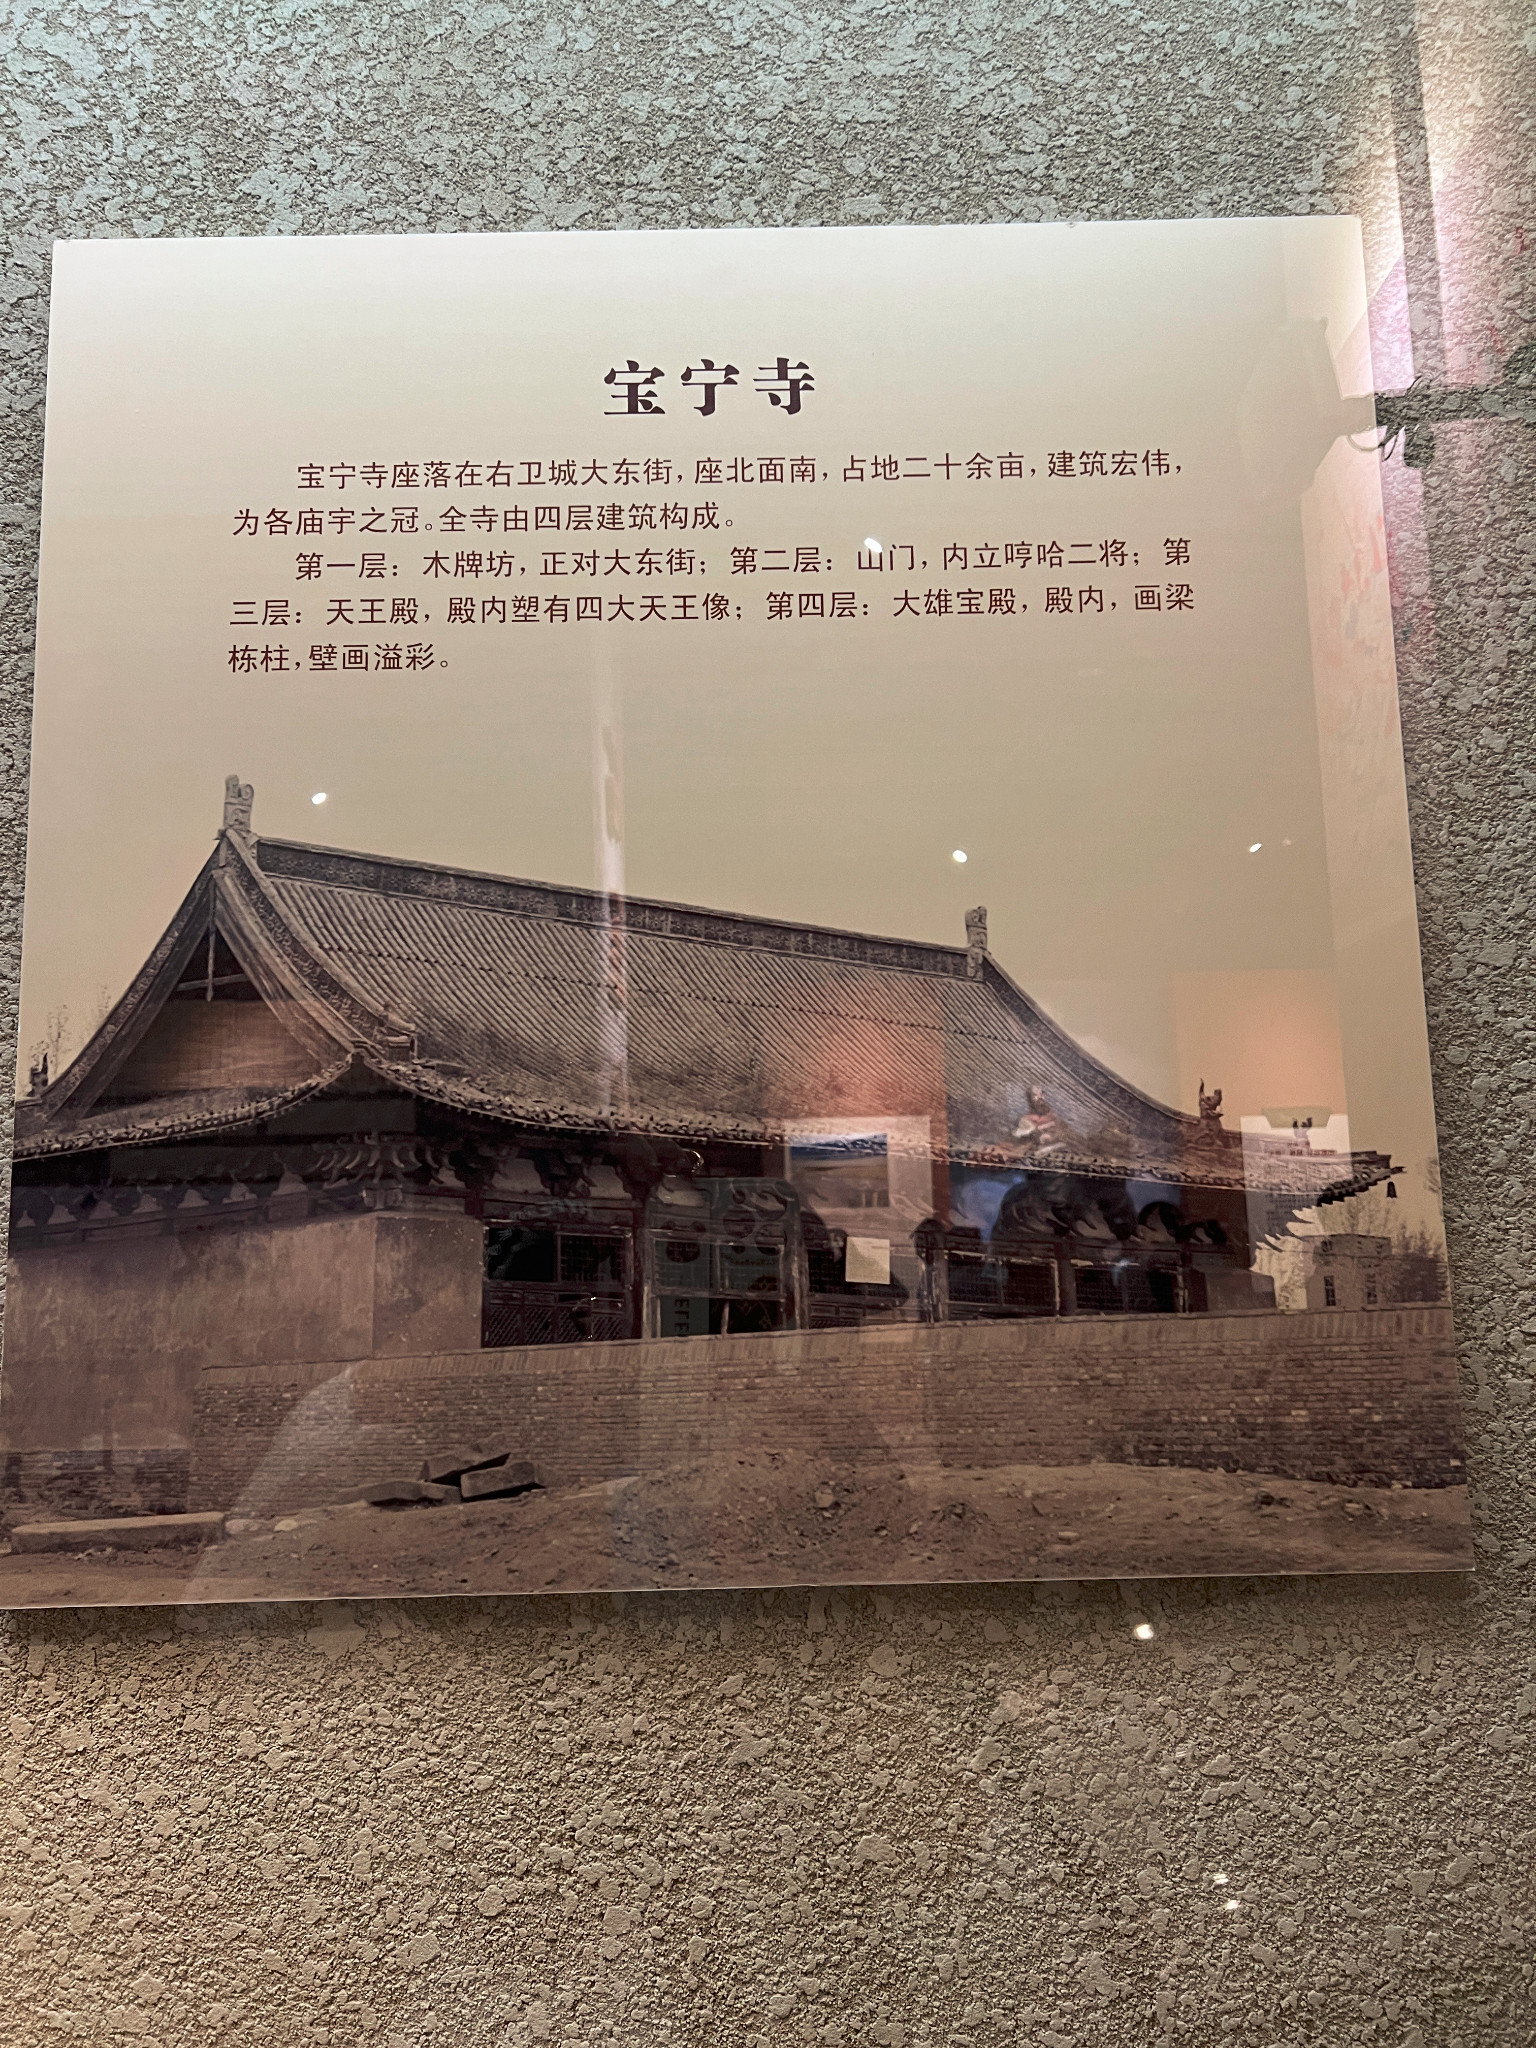 宝宁寺
宝宁寺座落在右卫城大东街，座北面南，占地二十余亩，建筑宏伟，
为各庙宇之冠。全寺由四层建筑构成。
第一层：木牌坊，正对大东街；第二层：山门，内立哼哈二将；第
三层：天王殿，殿内塑有四大天王像；第四层：大雄宝殿，殿内，画梁
栋柱，壁画溢彩。